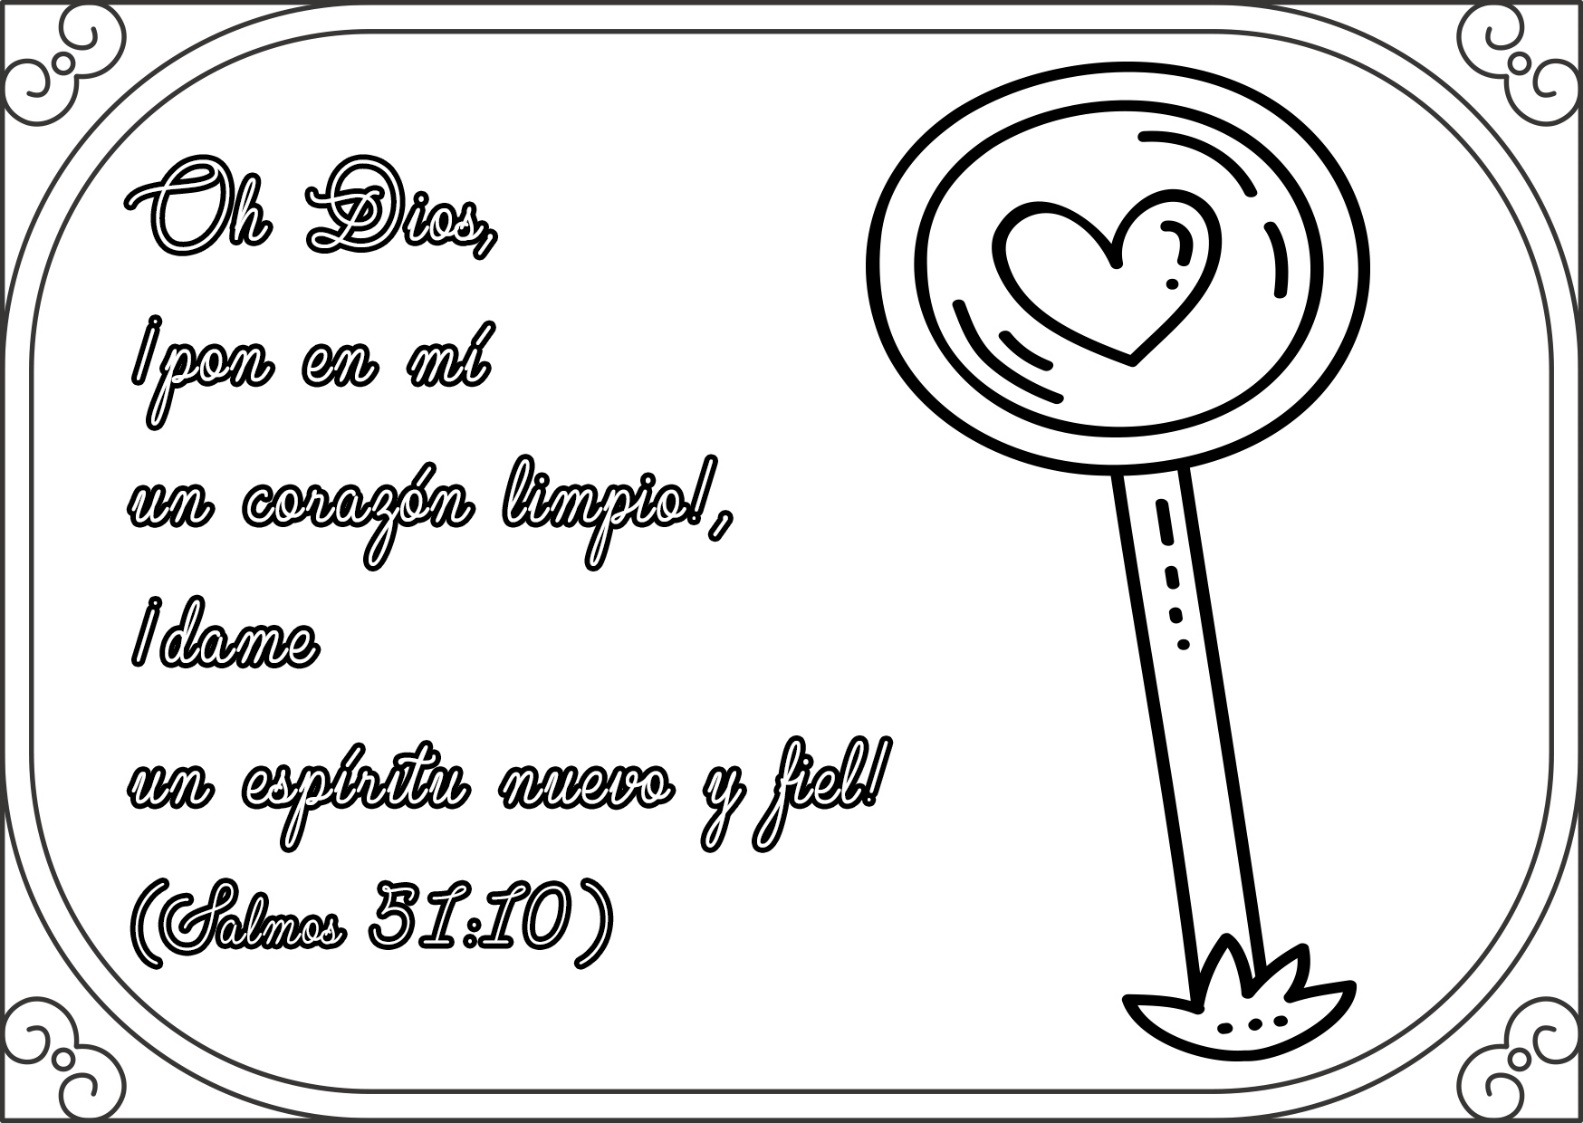 Oh Dios,
¡pon en mí
un corazón limpio!,
¡dame
un espíritu nuevo y fiel!
(Salmos 51:10)